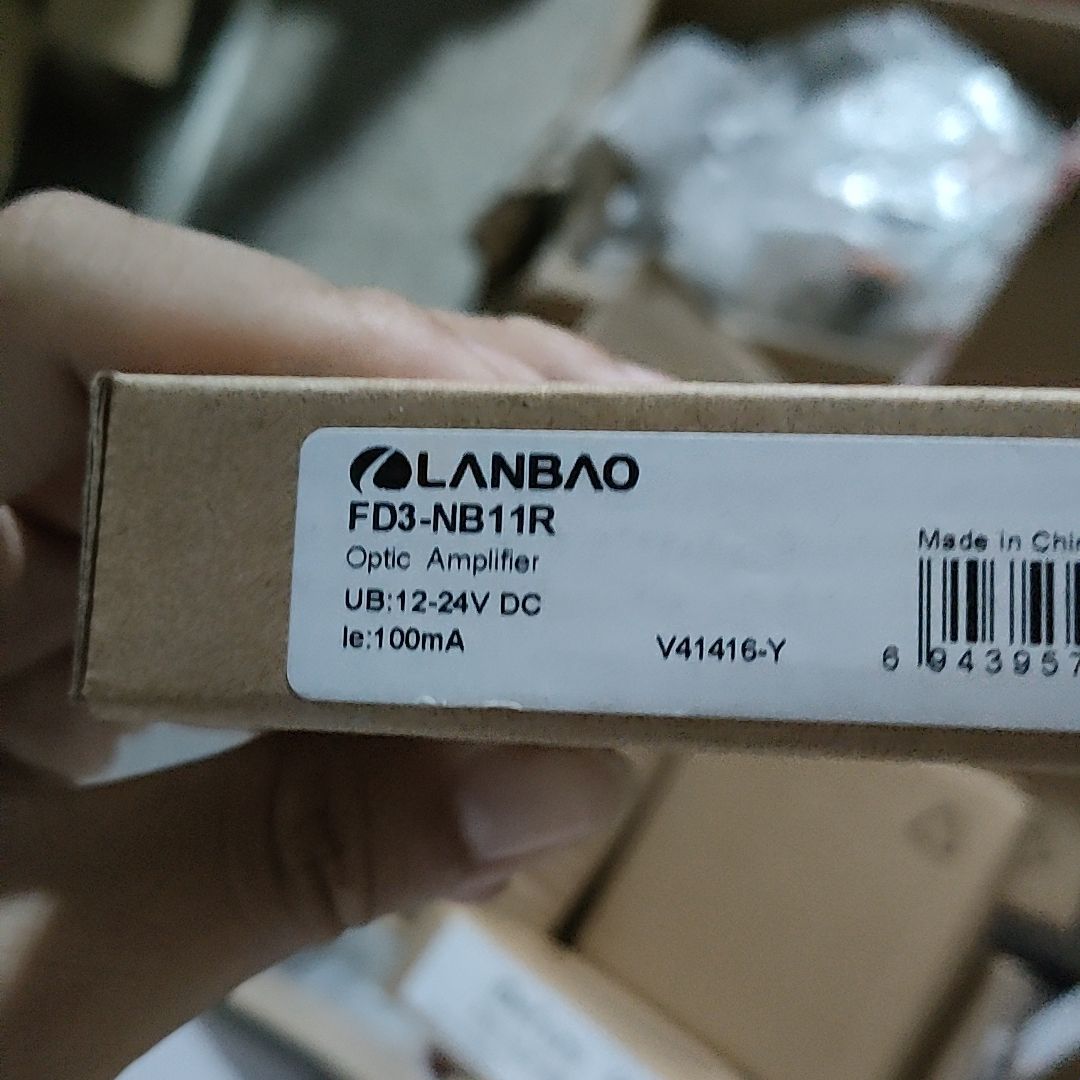 LANBAO
FD3-NB11R
Optic Amplifier
UB:12-24V DC
Ie:100mA
V41416-Y
Made in Chin
6 943957